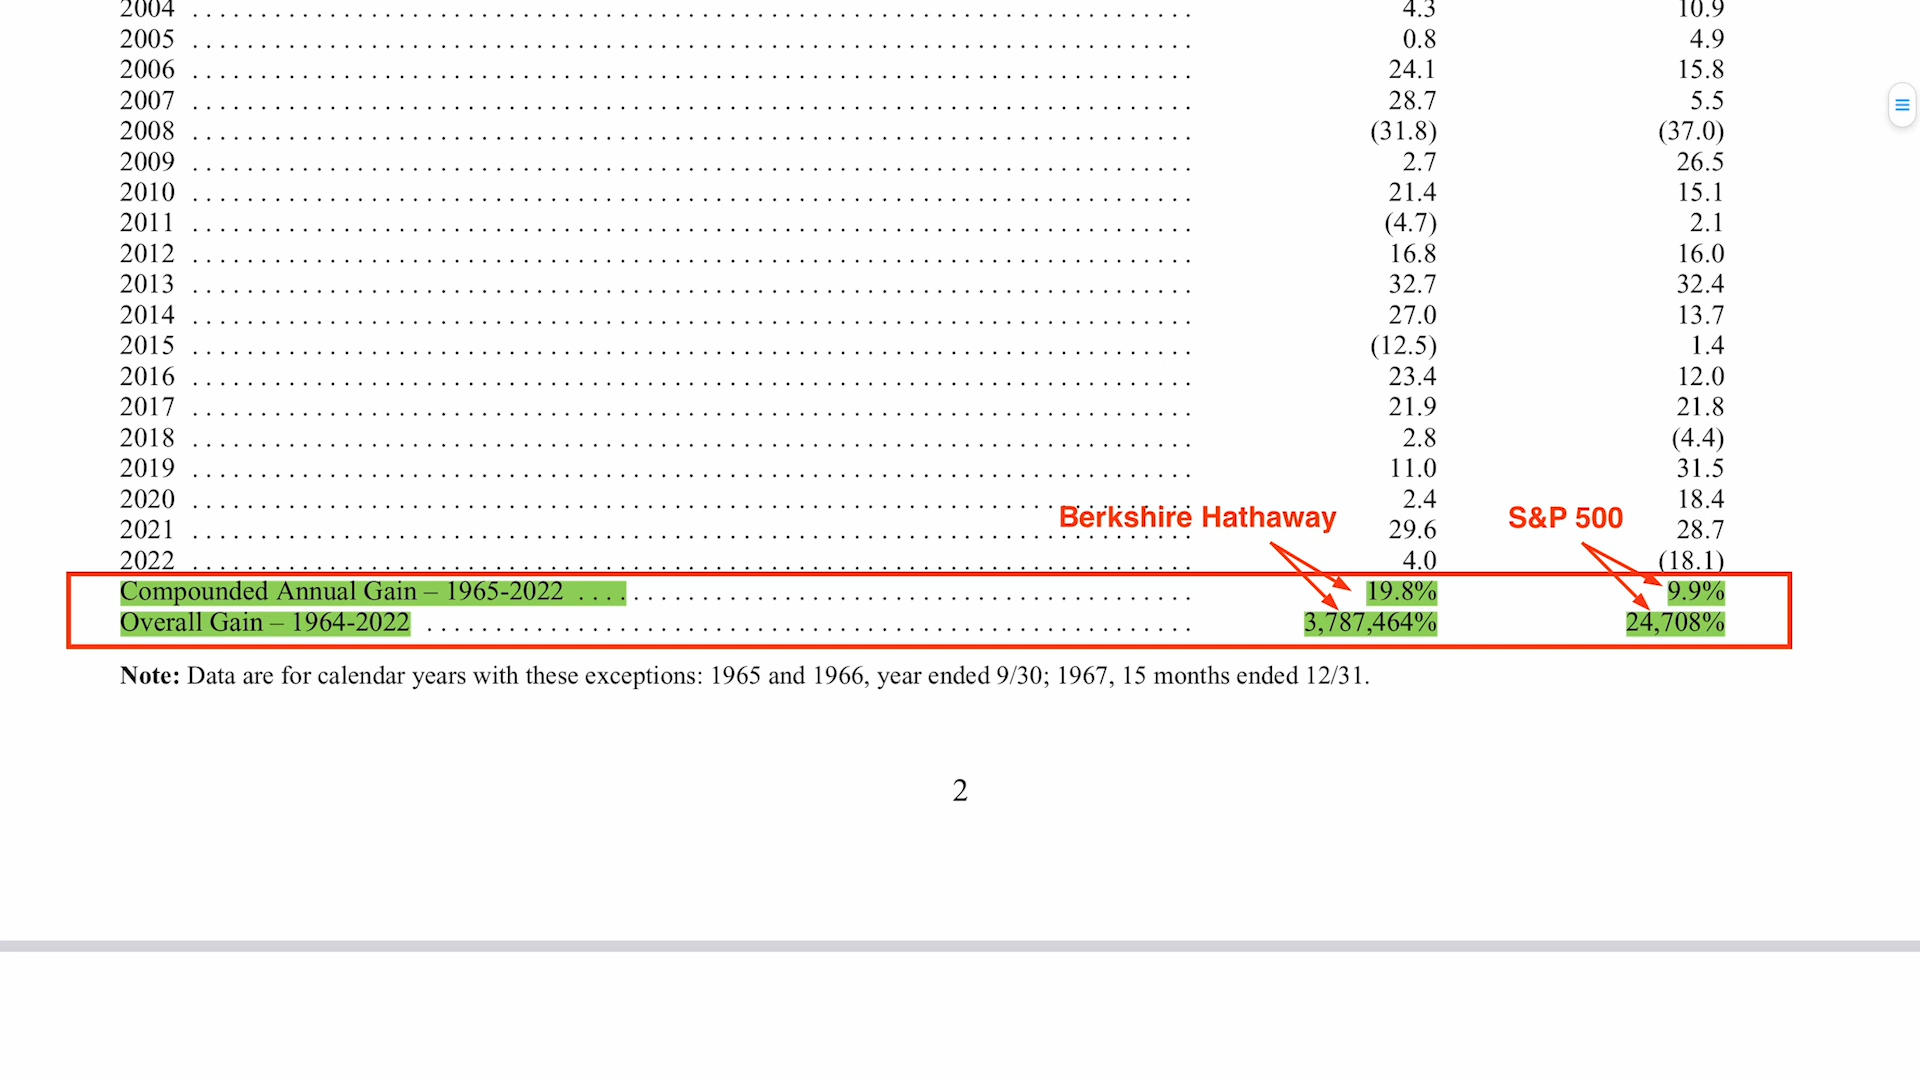 2004 . . . . . . . . . . . . . . . . . . . . 4.3 10.9
2005 . . . . . . . . . . . . . . . . . . . . 0.8 4.9
2006 . . . . . . . . . . . . . . . . . . . . 24.1 15.8
2007 . . . . . . . . . . . . . . . . . . . . 28.7 5.5
2008 . . . . . . . . . . . . . . . . . . . . (31.8) (37.0)
2009 . . . . . . . . . . . . . . . . . . . . 2.7 26.5
2010 . . . . . . . . . . . . . . . . . . . . 21.4 15.1
2011 . . . . . . . . . . . . . . . . . . . . (4.7) 2.1
2012 . . . . . . . . . . . . . . . . . . . . 16.8 16.0
2013 . . . . . . . . . . . . . . . . . . . . 32.7 32.4
2014 . . . . . . . . . . . . . . . . . . . . 27.0 13.7
2015 . . . . . . . . . . . . . . . . . . . . (12.5) 1.4
2016 . . . . . . . . . . . . . . . . . . . . 23.4 12.0
2017 . . . . . . . . . . . . . . . . . . . . 21.9 21.8
2018 . . . . . . . . . . . . . . . . . . . . 2.8 (4.4)
2019 . . . . . . . . . . . . . . . . . . . . 11.0 31.5
2020 . . . . . . . . . . . . . . . . . . . . 2.4 18.4
Berkshire Hathaway S&P 500
2021 . . . . . . . . . . . . . . . . . . . . 29.6 28.7
2022 . . . . . . . . . . . . . . . . . . . . 4.0 (18.1)
Compounded Annual Gain – 1965-2022 . . . . . . . . . . 19.8% 9.9%
Overall Gain – 1964-2022 . . . . . . . . . . 3,787,464% 24,708%
Note: Data are for calendar years with these exceptions: 1965 and 1966, year ended 9/30; 1967, 15 months ended 12/31.
2